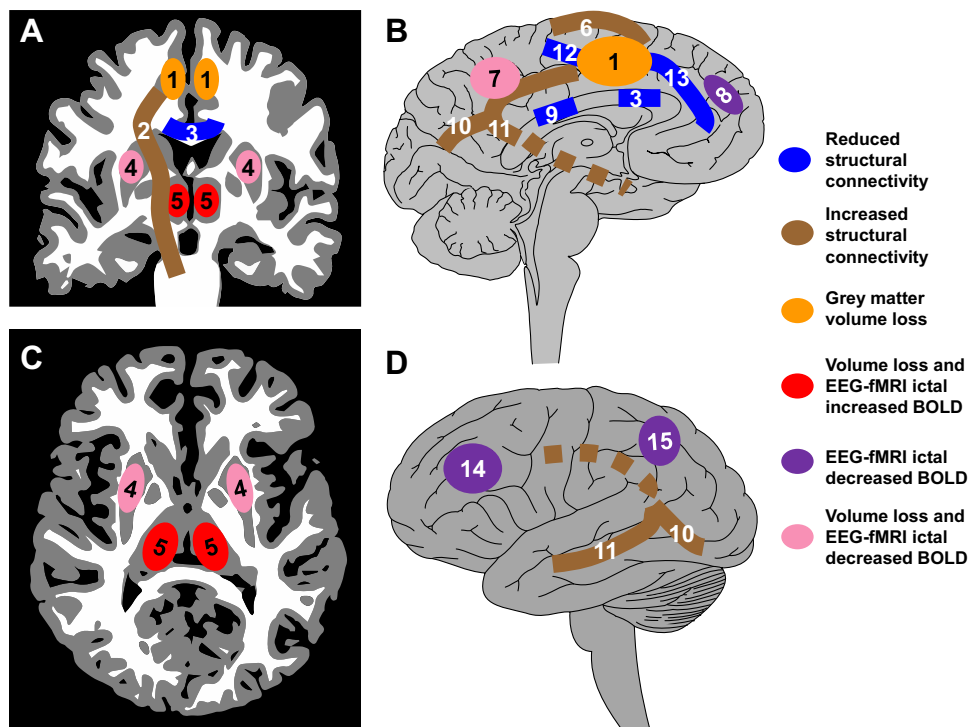 A
1 1
2
3
4 4
5 5
B
6
12
1
13
7
3
8
9
10
11
C
4 4
5 5
D
14
15
11
10
Reduced
structural
connectivity
Increased
structural
connectivity
Grey matter
volume loss
Volume loss and
EEG-fMRI ictal
increased BOLD
EEG-fMRI ictal
decreased BOLD
Volume loss and
EEG-fMRI ictal
decreased BOLD